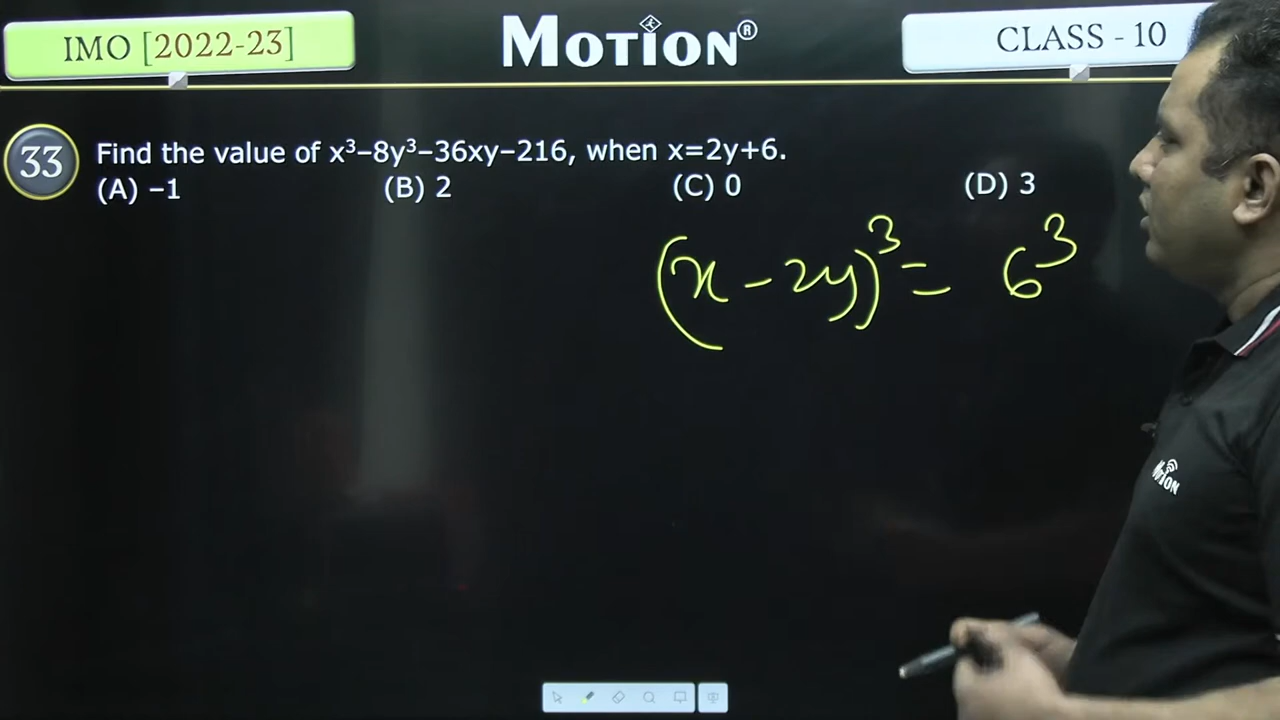 IMO [2022-23]
MOTION®
CLASS - 10
33
Find the value of x³–8y³–36xy–216, when x=2y+6.
(A) –1 (B) 2 (C) 0 (D) 3
(x - 2y)³ = 6³
MOTION